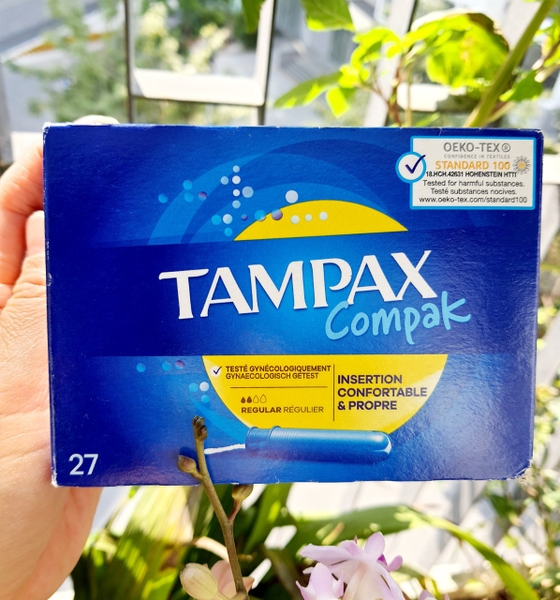 OEKO-TEX®
CONFIDENCE IN TEXTILES
STANDARD 100
18.HCH.42631 HOHENSTEIN HTTI
Tested for harmful substances.
Testé substances nocives.
www.oeko-tex.com/standard100
TAMPAX
Compak
TESTÉ GYNÉCOLOGIQUEMENT
GYNAECOLOGISCH GETEST
REGULAR RÉGULIER
INSERTION
CONFORTABLE
& PROPRE
27